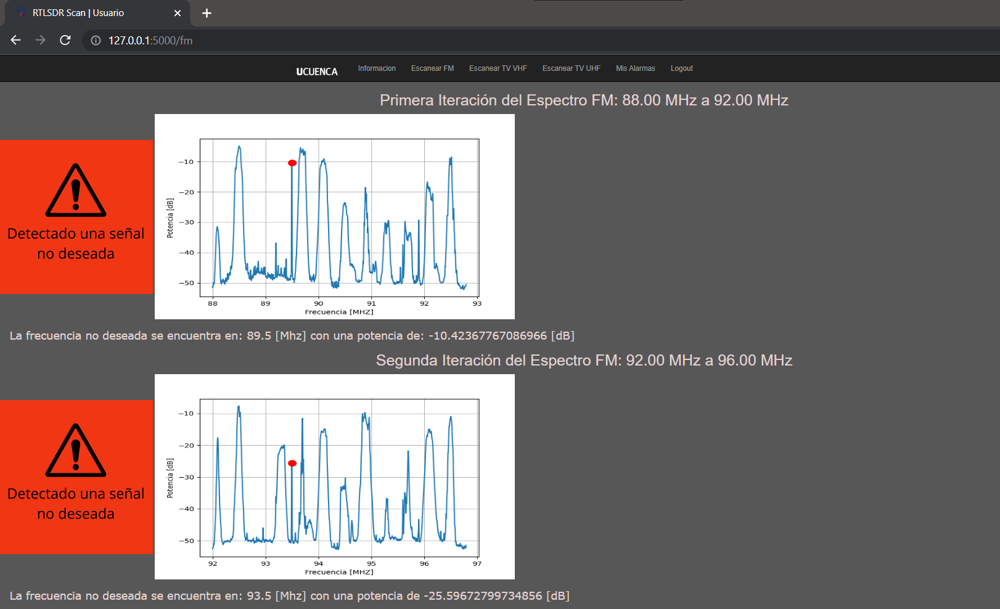 RTLSDR Scan | Usuario
127.0.0.1:5000/fm
UCUENCA Informacion Escanear FM Escanear TV VHF Escanear TV UHF Mis Alarmas Logout
Primera Iteración del Espectro FM: 88.00 MHz a 92.00 MHz
Detectado una señal
no deseada
Potencia [dB]
−10
−20
−30
−40
−50
88 89 90 91 92 93
Frecuencia [MHZ]
La frecuencia no deseada se encuentra en: 89.5 [Mhz] con una potencia de: -10.42367767086966 [dB]
Segunda Iteración del Espectro FM: 92.00 MHz a 96.00 MHz
Detectado una señal
no deseada
Potencia [dB]
−10
−20
−30
−40
−50
92 93 94 95 96 97
Frecuencia [MHZ]
La frecuencia no deseada se encuentra en: 93.5 [Mhz] con una potencia de -25.59672799734856 [dB]